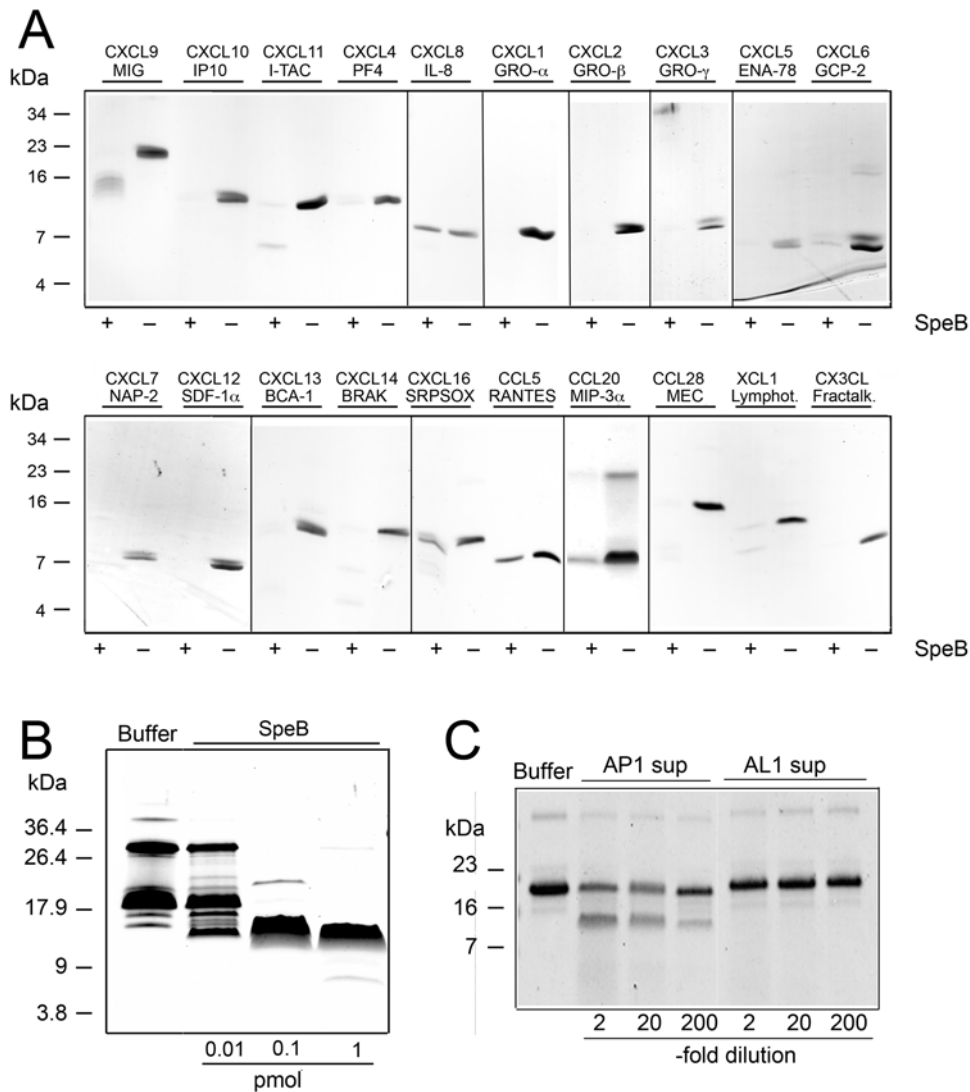 A
CXCL9 CXCL10 CXCL11 CXCL4 CXCL8 CXCL1 CXCL2 CXCL3 CXCL5 CXCL6
kDa MIG IP10 I-TAC PF4 IL-8 GRO-α GRO-β GRO-γ ENA-78 GCP-2
34
23
16
7
4
+ – + – + – + – + – + – + – + – + – + – SpeB
CXCL7 CXCL12 CXCL13 CXCL14 CXCL16 CCL5 CCL20 CCL28 XCL1 CX3CL
kDa NAP-2 SDF-1α BCA-1 BRAK SRPSOX RANTES MIP-3α MEC Lymphot. Fractalk.
34
23
16
7
4
+ – + – + – + – + – + – + – + – + – + – SpeB
B
Buffer SpeB
kDa
36.4
26.4
17.9
9
3.8
0.01 0.1 1
pmol
C
Buffer AP1 sup AL1 sup
kDa
23
16
7
2 20 200 2 20 200
-fold dilution